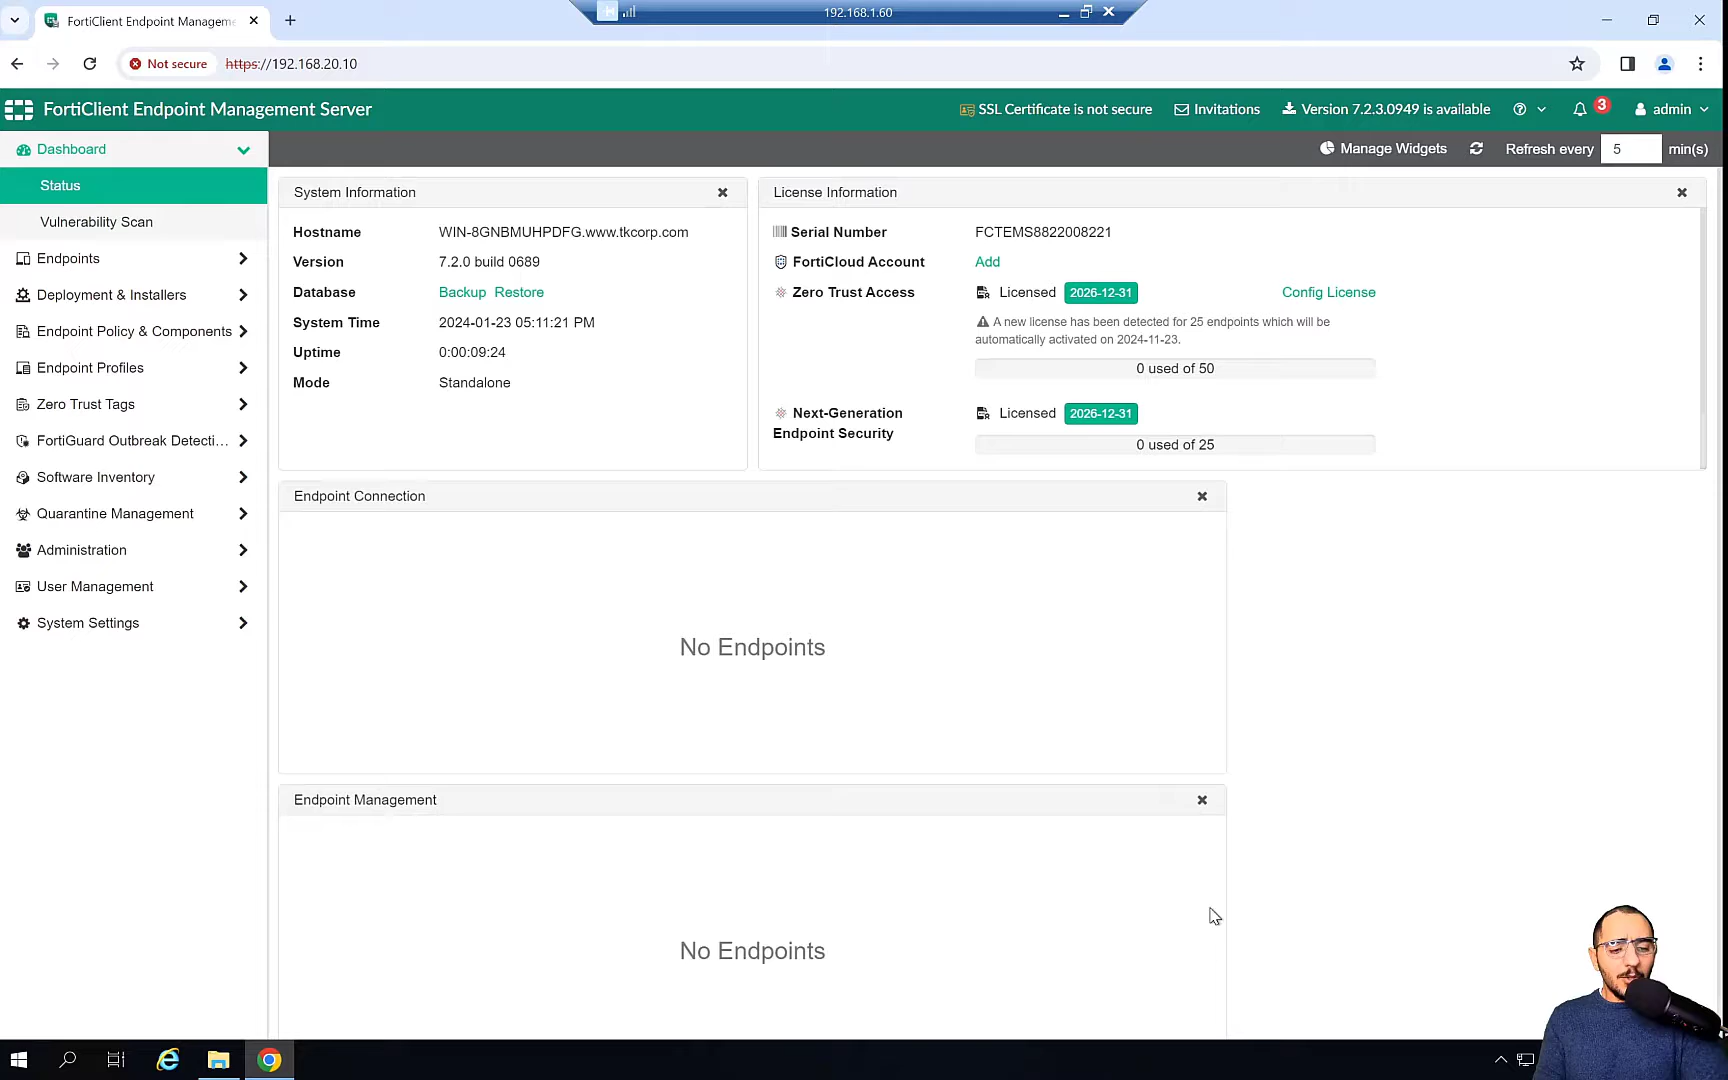 FortiClient Endpoint Manageme
192.168.1.60
Not secure
https://192.168.20.10
FortiClient Endpoint Management Server
SSL Certificate is not secure
Invitations
Version 7.2.3.0949 is available
3
admin
Dashboard
Manage Widgets
Refresh every
5
min(s)
Status
Vulnerability Scan
Endpoints
Deployment & Installers
Endpoint Policy & Components
Endpoint Profiles
Zero Trust Tags
FortiGuard Outbreak Detecti...
Software Inventory
Quarantine Management
Administration
User Management
System Settings
System Information
Hostname WIN-8GNBMUHPDFG.www.tkcorp.com
Version 7.2.0 build 0689
Database Backup Restore
System Time 2024-01-23 05:11:21 PM
Uptime 0:00:09:24
Mode Standalone
License Information
Serial Number FCTEMS8822008221
FortiCloud Account Add
Zero Trust Access Licensed 2026-12-31 Config License
A new license has been detected for 25 endpoints which will be
automatically activated on 2024-11-23.
0 used of 50
Next-Generation Licensed 2026-12-31
Endpoint Security
0 used of 25
Endpoint Connection
No Endpoints
Endpoint Management
No Endpoints